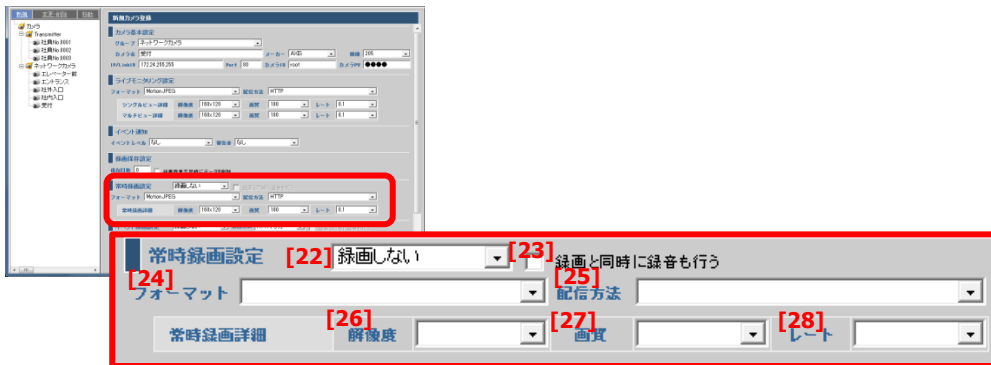 新規 変更・削除 移動
新規カメラ登録
カメラ
Transmitter
社員No.0001
社員No.0002
社員No.0003
ネットワークカメラ
エレベーター前
エントランス
社外入口
社内入口
受付
カメラ基本設定
グループ ネットワークカメラ
カメラ名 受付 メーカー AXIS 機種 205
IP/LinkID 172.24.255.255 Port 80 カメラID root カメラPW ●●●●
ライブモニタリング設定
フォーマット MotionJPEG 配信方法 HTTP
シングルビュー詳細 解像度 160x120 画質 100 レート 0.1
マルチビュー詳細 解像度 160x120 画質 100 レート 0.1
イベント通知
イベントレベル なし 警告音 なし
録画保存設定
保存日数 0
常時録画設定 録画しない
フォーマット MotionJPEG 配信方法 HTTP
常時録画詳細 解像度 160x120 画質 100 レート 0.1
常時録画設定 [22] 録画しない [23] 録画と同時に録音も行う
[24] フォーマット [25] 配信方法
常時録画詳細 [26] 解像度 [27] 画質 [28] レート